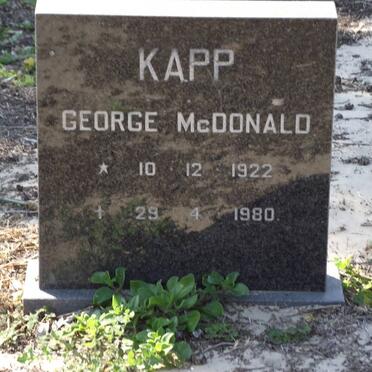 KAPP
GEORGE McDONALD
* 10 · 12 · 1922
† 29 · 4 · 1980